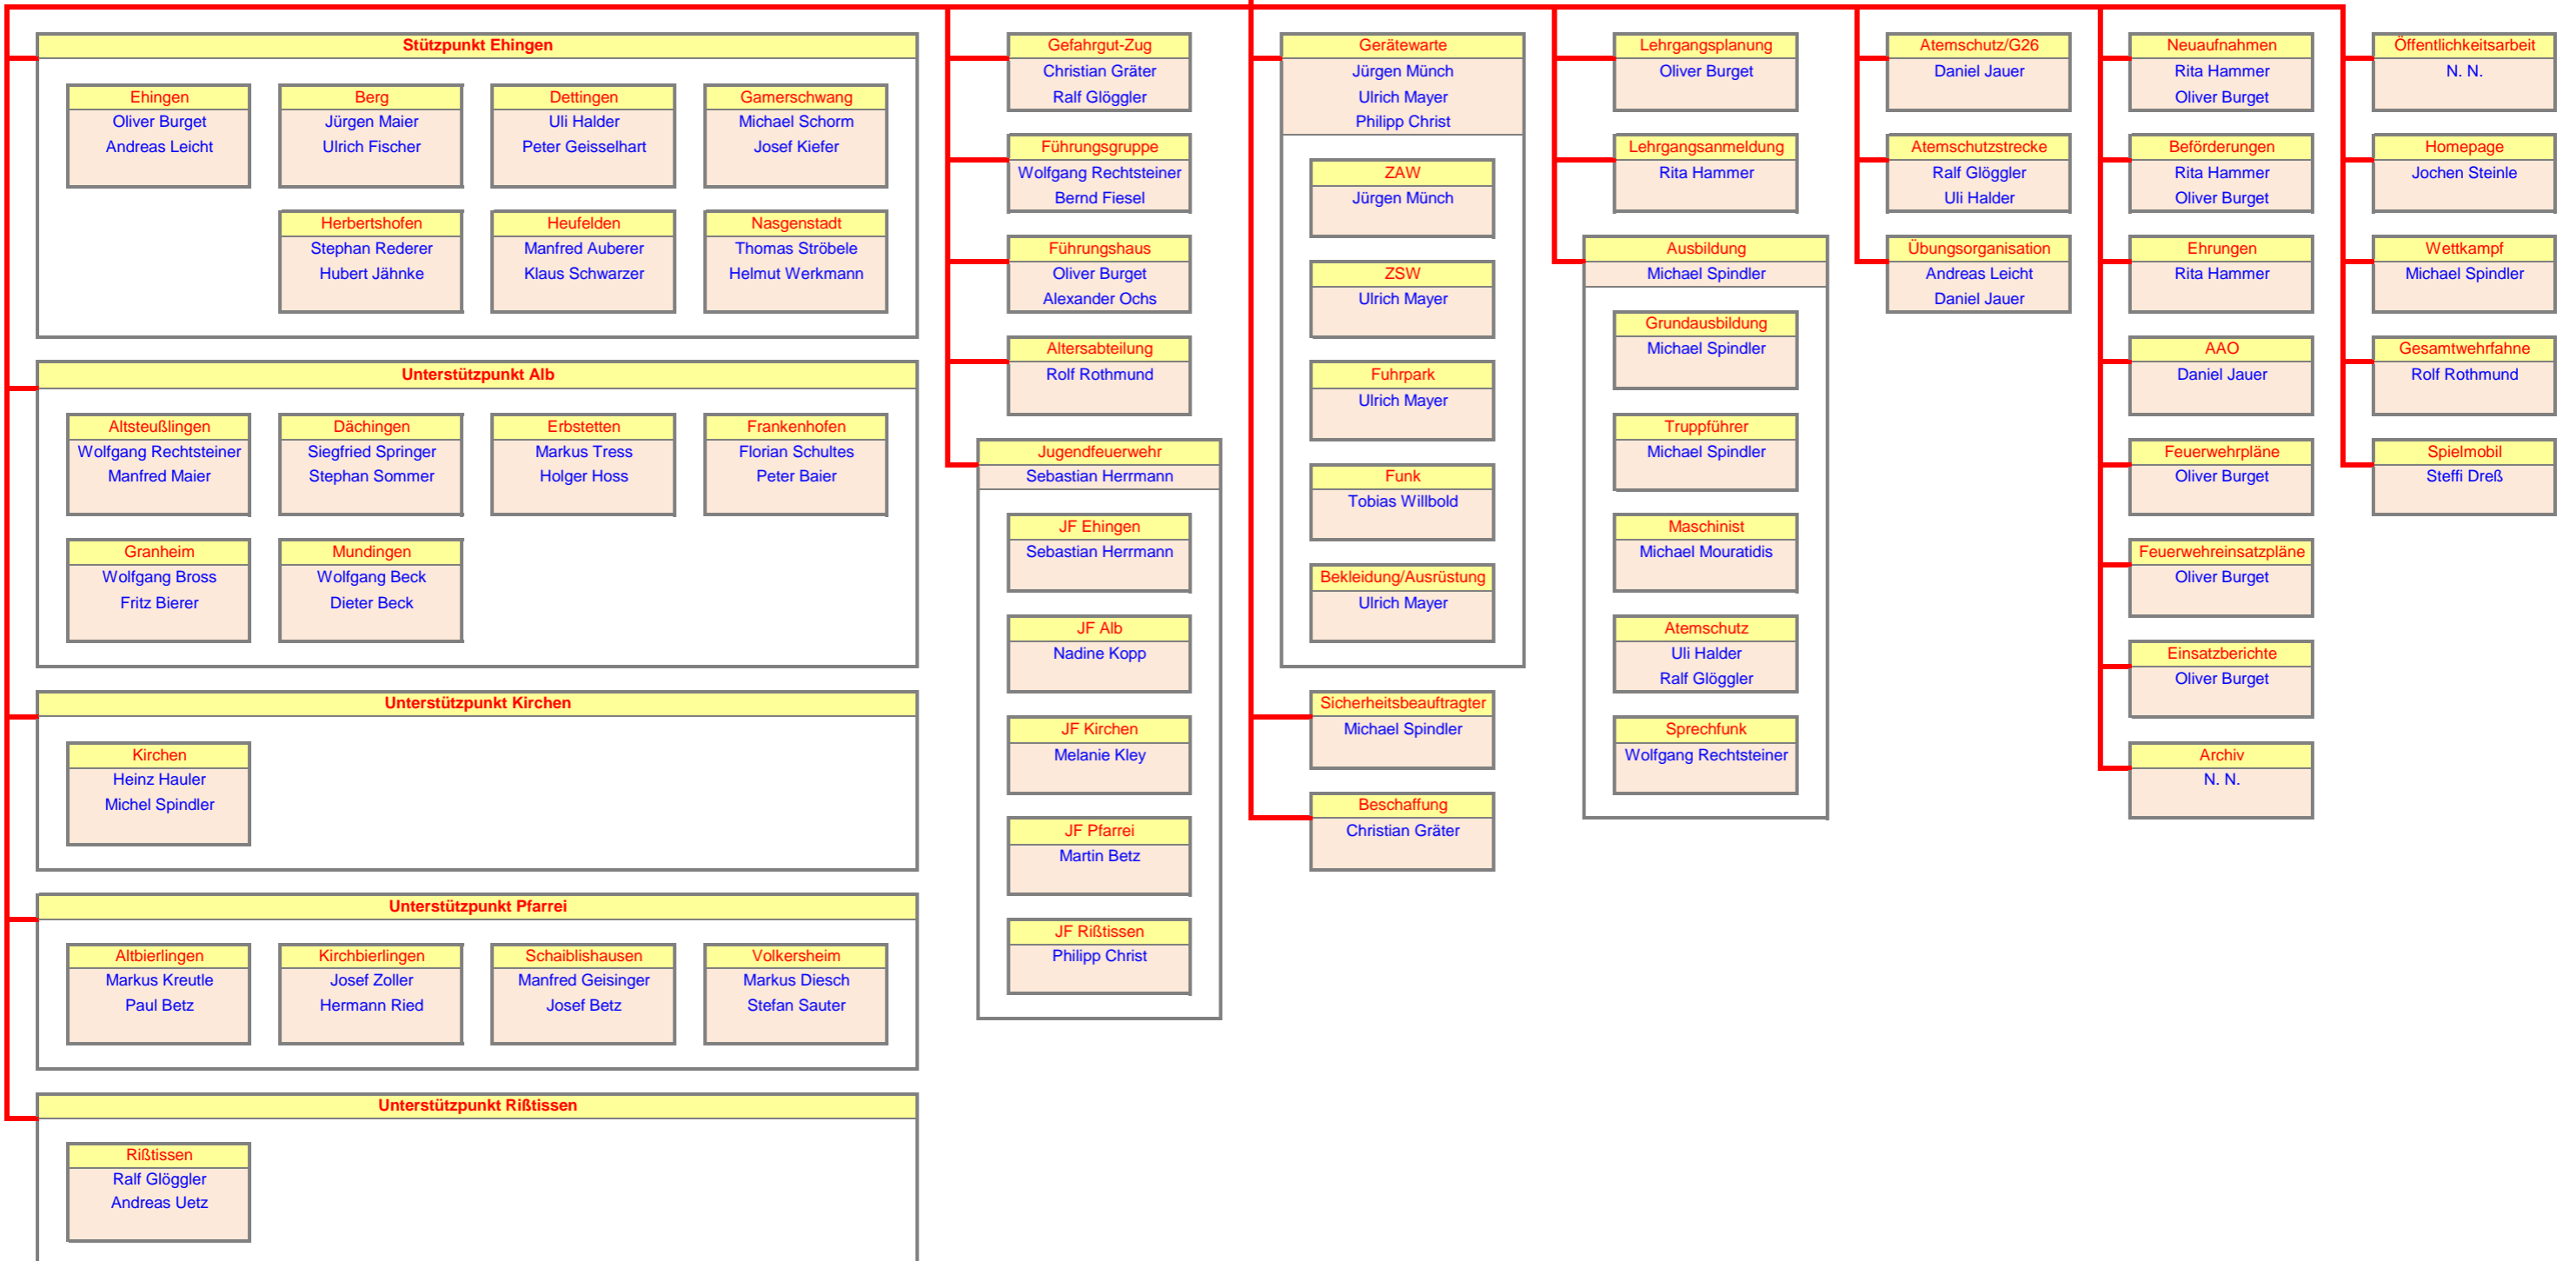 Stützpunkt Ehingen
Ehingen
Oliver Burget
Andreas Leicht
Berg
Jürgen Maier
Ulrich Fischer
Dettingen
Uli Halder
Peter Geisselhart
Gamerschwang
Michael Schorm
Josef Kiefer
Herbertshofen
Stephan Rederer
Hubert Jähnke
Heufelden
Manfred Auberer
Klaus Schwarzer
Nasgenstadt
Thomas Ströbele
Helmut Werkmann
Unterstützpunkt Alb
Altsteußlingen
Wolfgang Rechtsteiner
Manfred Maier
Dächingen
Siegfried Springer
Stephan Sommer
Erbstetten
Markus Tress
Holger Hoss
Frankenhofen
Florian Schultes
Peter Baier
Granheim
Wolfgang Bross
Fritz Bierer
Mundingen
Wolfgang Beck
Dieter Beck
Unterstützpunkt Kirchen
Kirchen
Heinz Hauler
Michel Spindler
Unterstützpunkt Pfarrei
Altbierlingen
Markus Kreutle
Paul Betz
Kirchbierlingen
Josef Zoller
Hermann Ried
Schaiblishausen
Manfred Geisinger
Josef Betz
Volkersheim
Markus Diesch
Stefan Sauter
Unterstützpunkt Rißtissen
Rißtissen
Ralf Glöggler
Andreas Uetz
Gefahrgut-Zug
Christian Gräter
Ralf Glöggler
Führungsgruppe
Wolfgang Rechtsteiner
Bernd Fiesel
Führungshaus
Oliver Burget
Alexander Ochs
Altersabteilung
Rolf Rothmund
Jugendfeuerwehr
Sebastian Herrmann
JF Ehingen
Sebastian Herrmann
JF Alb
Nadine Kopp
JF Kirchen
Melanie Kley
JF Pfarrei
Martin Betz
JF Rißtissen
Philipp Christ
Gerätewarte
Jürgen Münch
Ulrich Mayer
Philipp Christ
ZAW
Jürgen Münch
ZSW
Ulrich Mayer
Fuhrpark
Ulrich Mayer
Funk
Tobias Willbold
Bekleidung/Ausrüstung
Ulrich Mayer
Sicherheitsbeauftragter
Michael Spindler
Beschaffung
Christian Gräter
Lehrgangsplanung
Oliver Burget
Lehrgangsanmeldung
Rita Hammer
Ausbildung
Michael Spindler
Grundausbildung
Michael Spindler
Truppführer
Michael Spindler
Maschinist
Michael Mouratidis
Atemschutz
Uli Halder
Ralf Glöggler
Sprechfunk
Wolfgang Rechtsteiner
Atemschutz/G26
Daniel Jauer
Atemschutzstrecke
Ralf Glöggler
Uli Halder
Übungsorganisation
Andreas Leicht
Daniel Jauer
Neuaufnahmen
Rita Hammer
Oliver Burget
Beförderungen
Rita Hammer
Oliver Burget
Ehrungen
Rita Hammer
AAO
Daniel Jauer
Feuerwehrpläne
Oliver Burget
Feuerwehreinsatzpläne
Oliver Burget
Einsatzberichte
Oliver Burget
Archiv
N. N.
Öffentlichkeitsarbeit
N. N.
Homepage
Jochen Steinle
Wettkampf
Michael Spindler
Gesamtwehrfahne
Rolf Rothmund
Spielmobil
Steffi Dreß